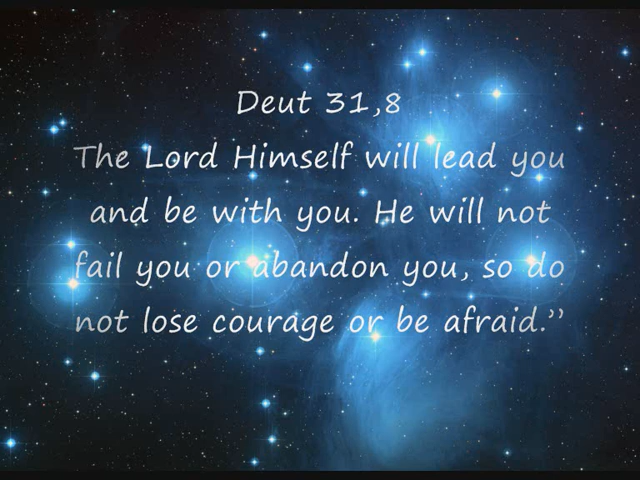 Deut 31,8
The Lord Himself will lead you
and be with you. He will not
fail you or abandon you, so do
not lose courage or be afraid.”